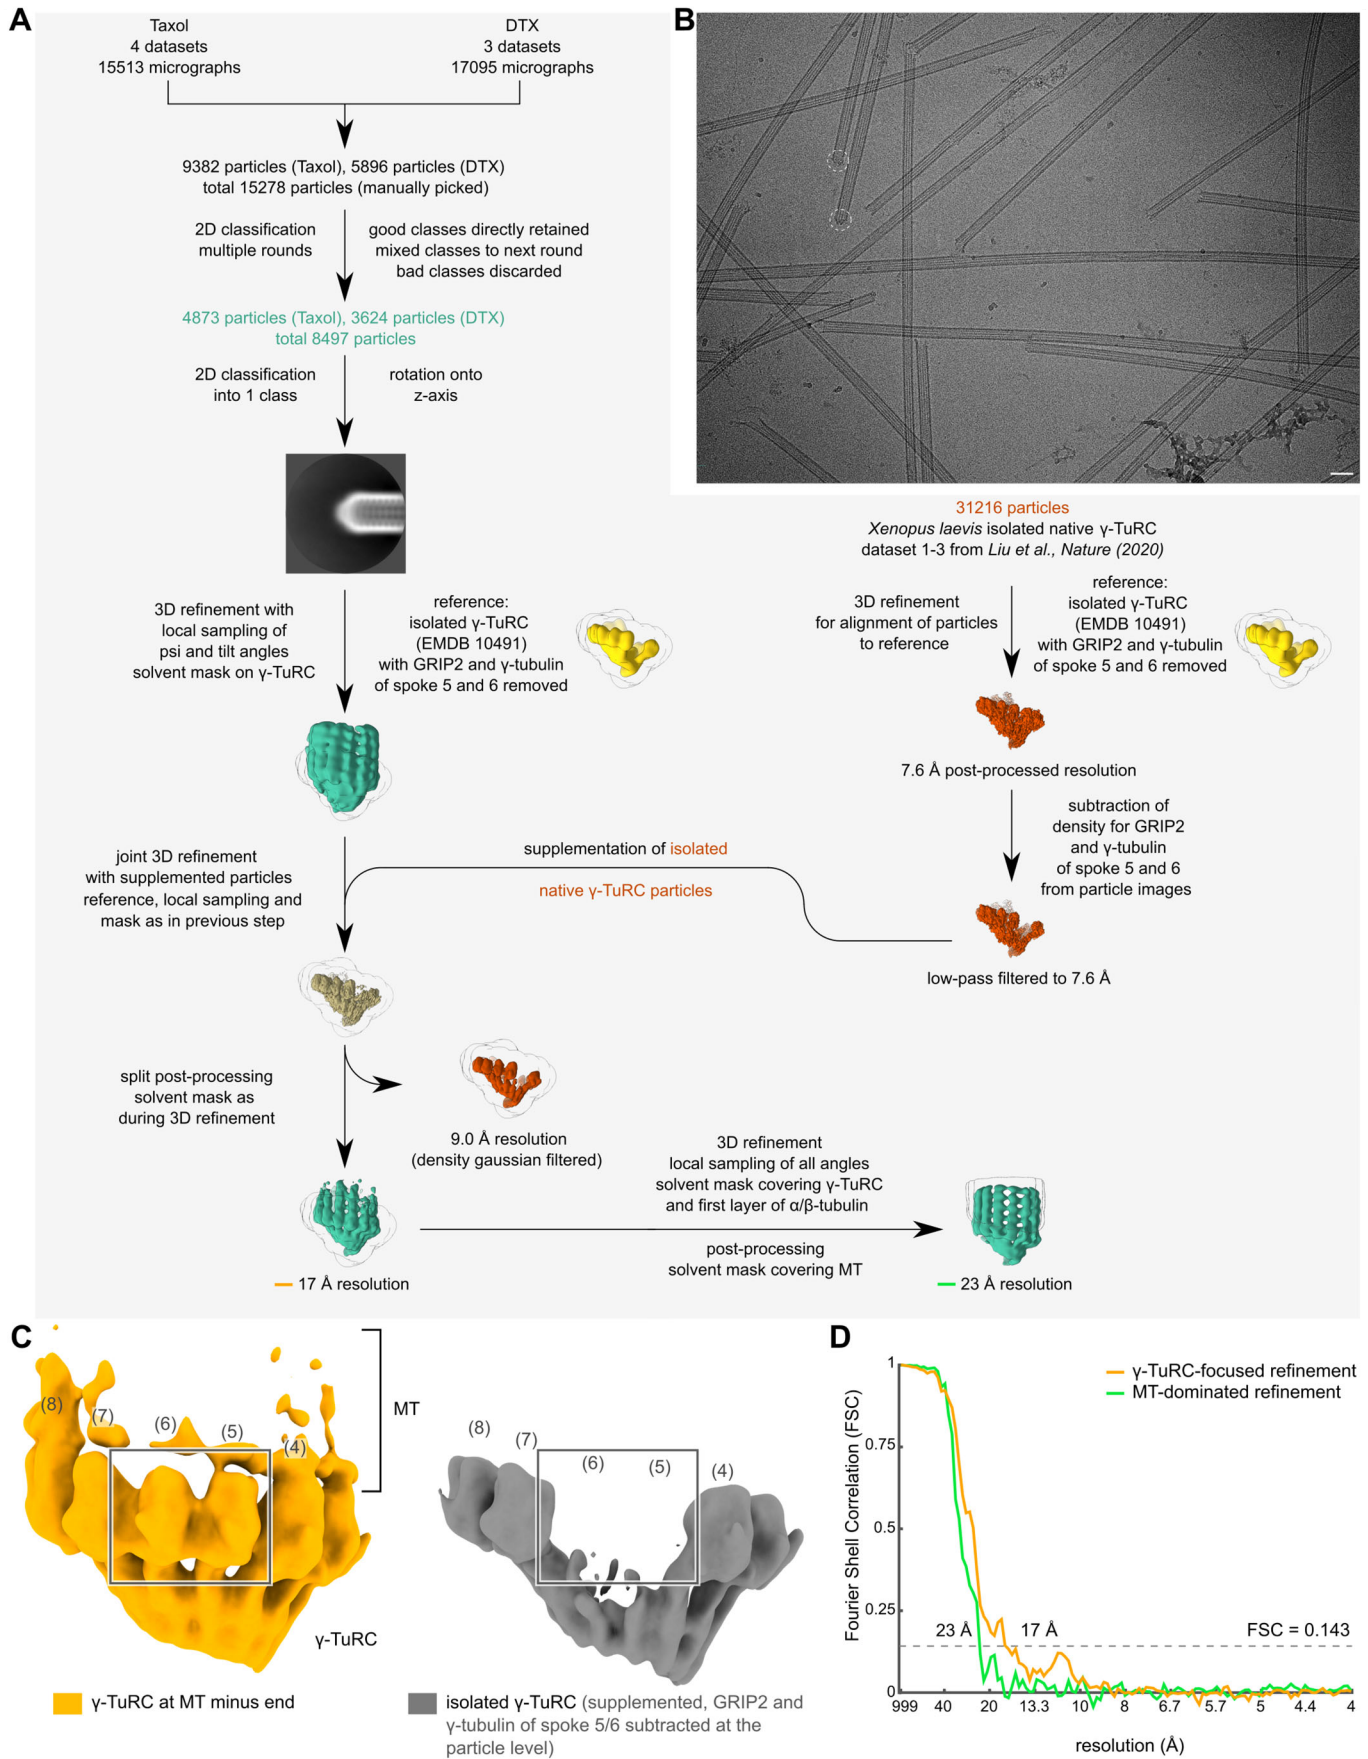 A
Taxol
4 datasets
15513 micrographs
DTX
3 datasets
17095 micrographs
9382 particles (Taxol), 5896 particles (DTX)
total 15278 particles (manually picked)
2D classification
multiple rounds
good classes directly retained
mixed classes to next round
bad classes discarded
4873 particles (Taxol), 3624 particles (DTX)
total 8497 particles
2D classification
into 1 class
rotation onto
z-axis
3D refinement with
local sampling of
psi and tilt angles
solvent mask on γ-TuRC
reference:
isolated γ-TuRC
(EMDB 10491)
with GRIP2 and γ-tubulin
of spoke 5 and 6 removed
joint 3D refinement
with supplemented particles
reference, local sampling and
mask as in previous step
supplementation of isolated
native γ-TuRC particles
split post-processing
solvent mask as
during 3D refinement
9.0 Å resolution
(density gaussian filtered)
17 Å resolution
3D refinement
local sampling of all angles
solvent mask covering γ-TuRC
and first layer of α/β-tubulin
post-processing
solvent mask covering MT
23 Å resolution
B
31216 particles
Xenopus laevis isolated native γ-TuRC
dataset 1-3 from Liu et al., Nature (2020)
3D refinement
for alignment of particles
to reference
reference:
isolated γ-TuRC
(EMDB 10491)
with GRIP2 and γ-tubulin
of spoke 5 and 6 removed
7.6 Å post-processed resolution
subtraction of
density for GRIP2
and γ-tubulin
of spoke 5 and 6
from particle images
low-pass filtered to 7.6 Å
C
(8)
(7)
(6)
(5)
(4)
MT
γ-TuRC
γ-TuRC at MT minus end
(8)
(7)
(6)
(5)
(4)
isolated γ-TuRC (supplemented, GRIP2 and
γ-tubulin of spoke 5/6 subtracted at the
particle level)
D
Fourier Shell Correlation (FSC)
1
0.75
0.5
0.25
0
γ-TuRC-focused refinement
MT-dominated refinement
23 Å
17 Å
FSC = 0.143
999
40
20
13.3
10
8
6.7
5.7
5
4.4
4
resolution (Å)